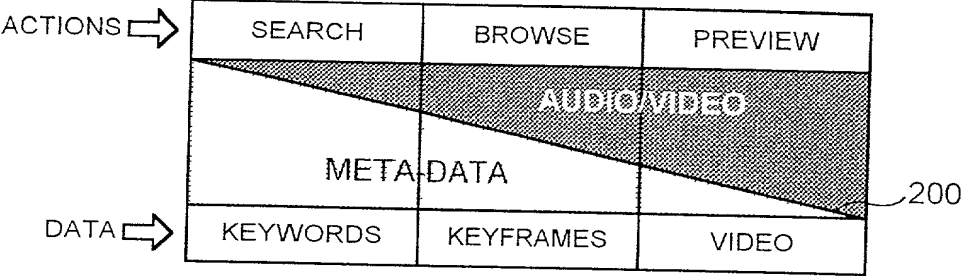 ACTIONS SEARCH BROWSE PREVIEW
AUDIO/VIDEO
META-DATA
200
DATA KEYWORDS KEYFRAMES VIDEO